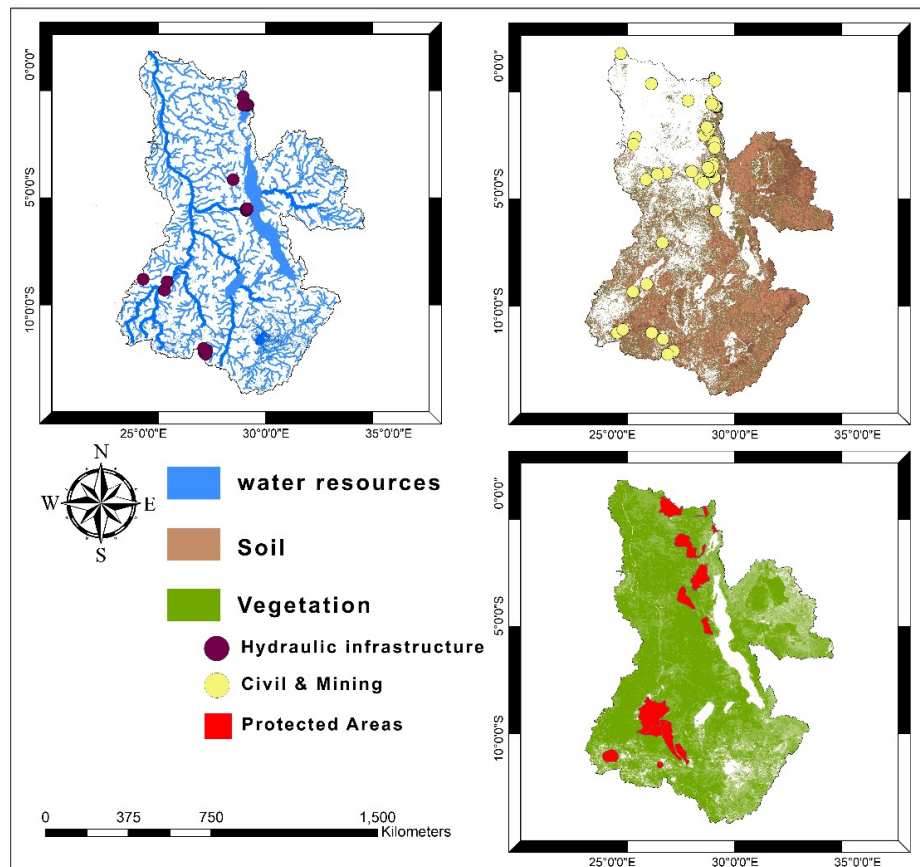 0°0'0"
5°0'0"S
10°0'0"S
25°0'0"E
30°0'0"E
35°0'0"E
0°0'0"
5°0'0"S
10°0'0"S
25°0'0"E
30°0'0"E
35°0'0"E
N
W
E
S
water resources
Soil
Vegetation
Hydraulic infrastructure
Civil & Mining
Protected Areas
0
375
750
1,500
Kilometers
0°0'0"
5°0'0"S
10°0'0"S
25°0'0"E
30°0'0"E
35°0'0"E